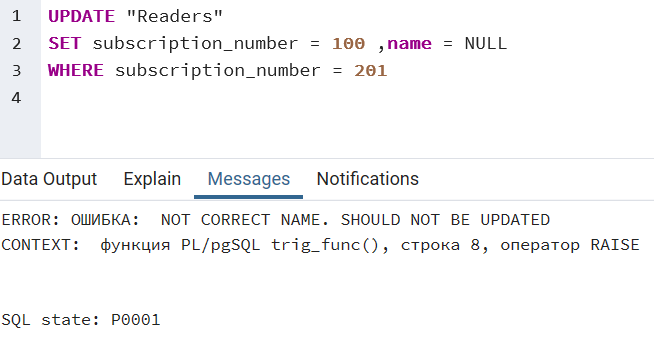 1 UPDATE "Readers"
2 SET subscription_number = 100 ,name = NULL
3 WHERE subscription_number = 201
4
Data Output Explain Messages Notifications
ERROR: ОШИБКА:  NOT CORRECT NAME. SHOULD NOT BE UPDATED
CONTEXT:  функция PL/pgSQL trig_func(), строка 8, оператор RAISE
SQL state: P0001